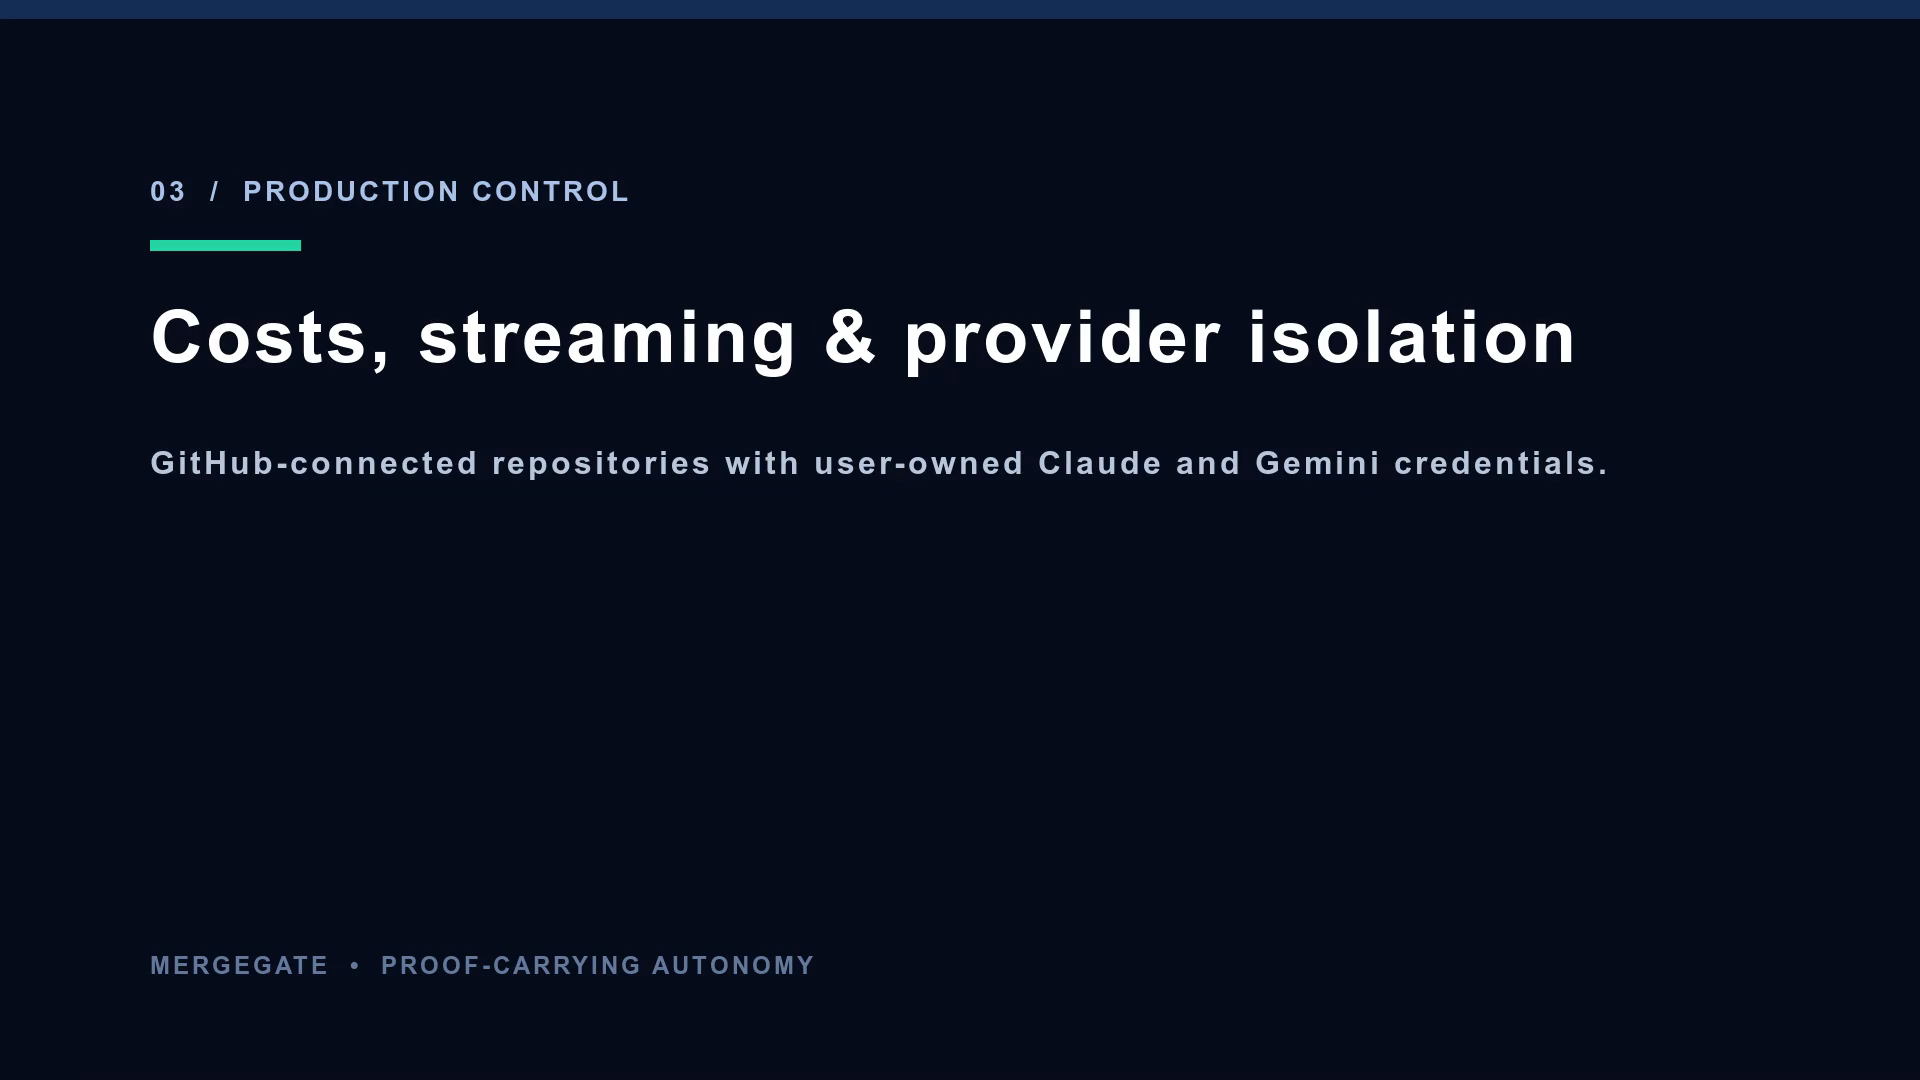 03 / PRODUCTION CONTROL
Costs, streaming & provider isolation
GitHub-connected repositories with user-owned Claude and Gemini credentials.
MERGEGATE • PROOF-CARRYING AUTONOMY